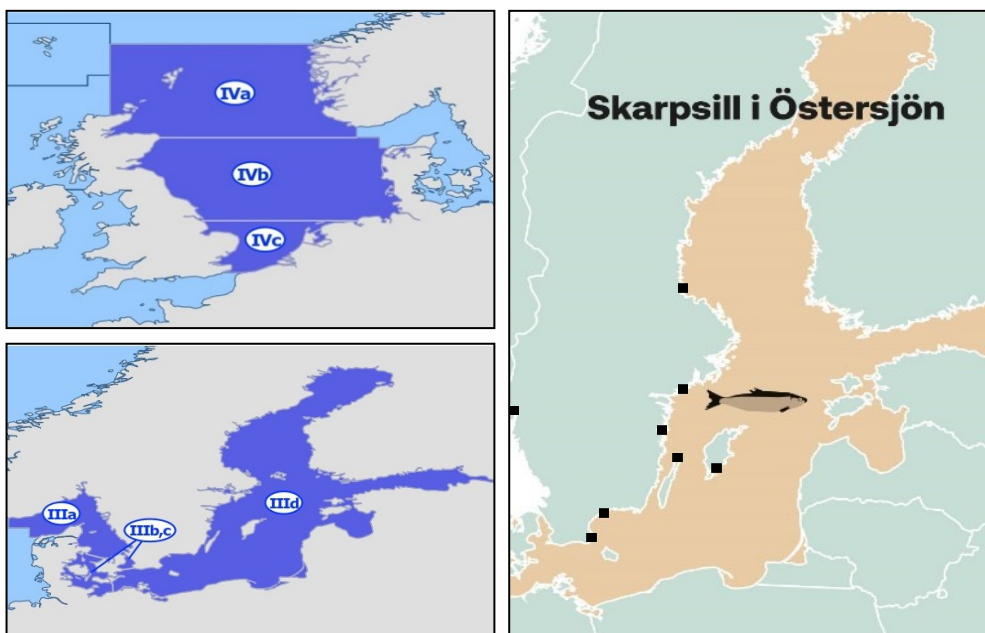 IVa
IVb
IVc
IIIa
IIIb,c
IIId
Skarpsill i Östersjön